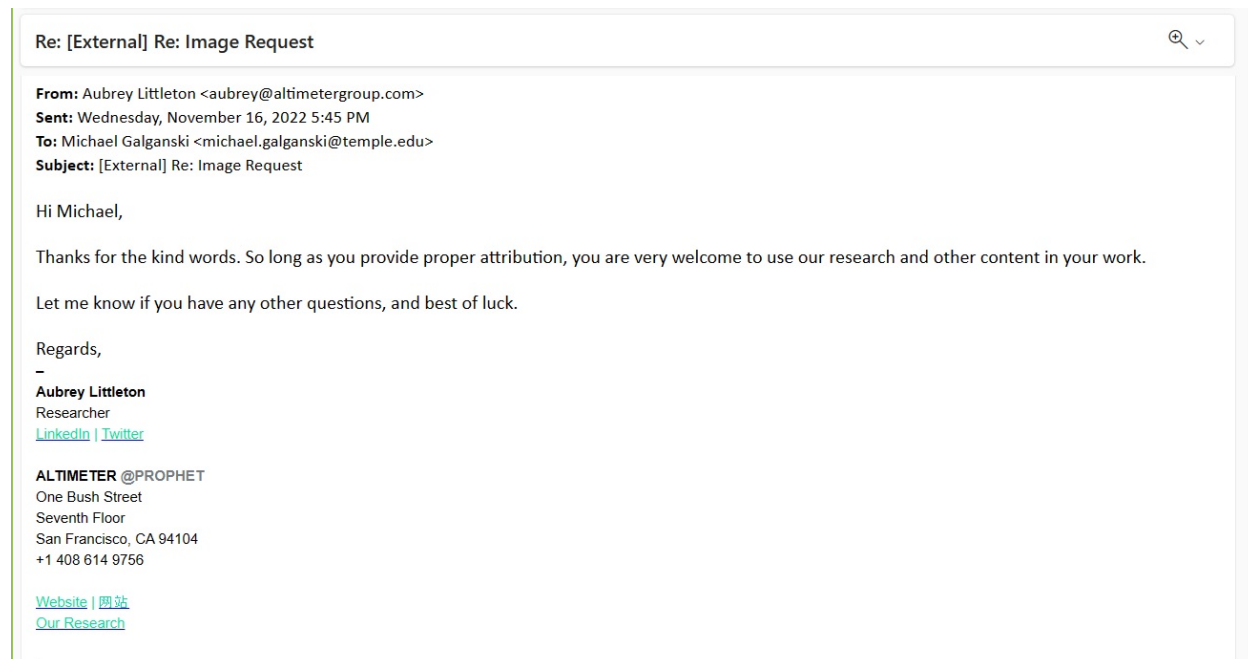 Re: [External] Re: Image Request
From: Aubrey Littleton <aubrey@altimetergroup.com>
Sent: Wednesday, November 16, 2022 5:45 PM
To: Michael Galganski <michael.galganski@temple.edu>
Subject: [External] Re: Image Request
Hi Michael,
Thanks for the kind words. So long as you provide proper attribution, you are very welcome to use our research and other content in your work.
Let me know if you have any other questions, and best of luck.
Regards,
–
Aubrey Littleton
Researcher
LinkedIn | Twitter
ALTIMETER @PROPHET
One Bush Street
Seventh Floor
San Francisco, CA 94104
+1 408 614 9756
Website | 网站
Our Research